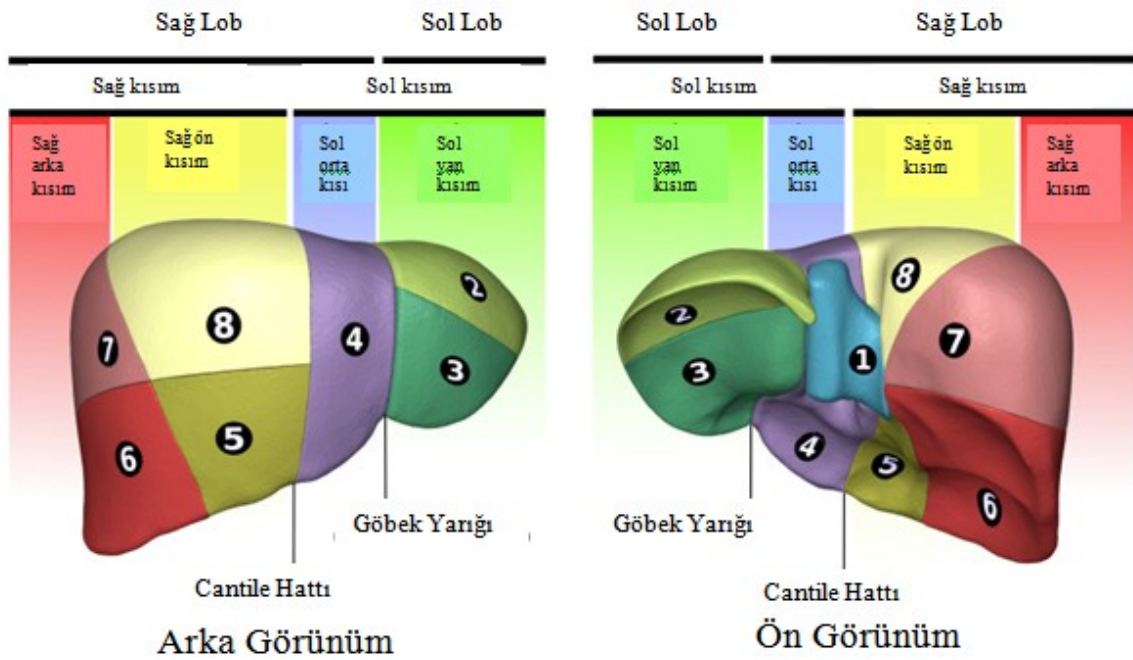 Sağ Lob
Sol Lob
Sağ kısım
Sol kısım
Sağ
arka
kısım
Sağ ön
kısım
Sol
orta
kısı
Sol
yan
kısım
7
8
4
2
3
6
5
Göbek Yarığı
Cantile Hattı
Arka Görünüm
Sol Lob
Sağ Lob
Sol kısım
Sağ kısım
Sol
yan
kısım
Sol
orta
kısı
Sağ ön
kısım
Sağ
arka
kısım
2
3
1
8
7
4
5
6
Göbek Yarığı
Cantile Hattı
Ön Görünüm